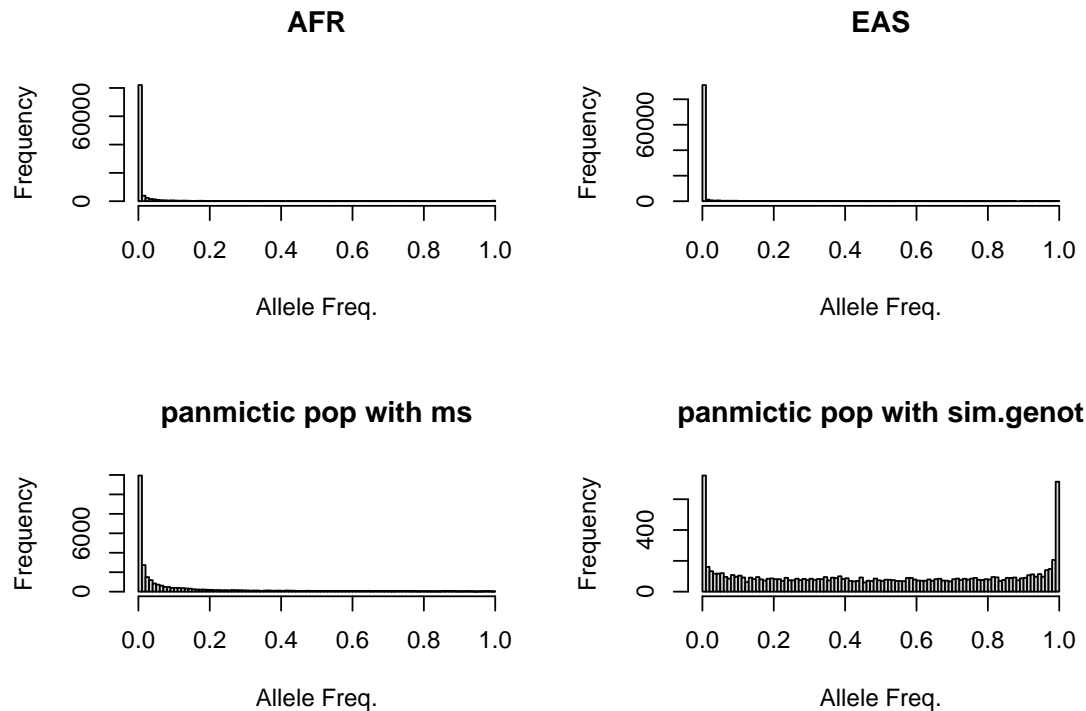 AFR
Frequency
0 60000
0.0 0.2 0.4 0.6 0.8 1.0
Allele Freq.
EAS
Frequency
0 60000
0.0 0.2 0.4 0.6 0.8 1.0
Allele Freq.
panmictic pop with ms
Frequency
0 6000
0.0 0.2 0.4 0.6 0.8 1.0
Allele Freq.
panmictic pop with sim.genot
Frequency
0 400
0.0 0.2 0.4 0.6 0.8 1.0
Allele Freq.